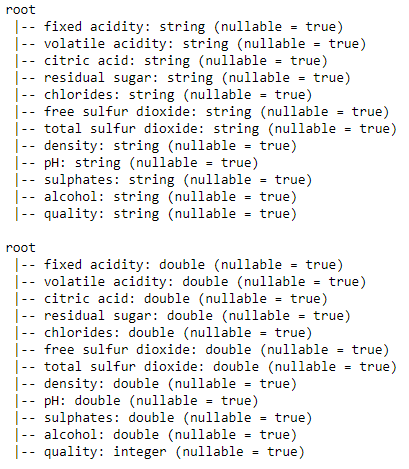 root
 |-- fixed acidity: string (nullable = true)
 |-- volatile acidity: string (nullable = true)
 |-- citric acid: string (nullable = true)
 |-- residual sugar: string (nullable = true)
 |-- chlorides: string (nullable = true)
 |-- free sulfur dioxide: string (nullable = true)
 |-- total sulfur dioxide: string (nullable = true)
 |-- density: string (nullable = true)
 |-- pH: string (nullable = true)
 |-- sulphates: string (nullable = true)
 |-- alcohol: string (nullable = true)
 |-- quality: string (nullable = true)

root
 |-- fixed acidity: double (nullable = true)
 |-- volatile acidity: double (nullable = true)
 |-- citric acid: double (nullable = true)
 |-- residual sugar: double (nullable = true)
 |-- chlorides: double (nullable = true)
 |-- free sulfur dioxide: double (nullable = true)
 |-- total sulfur dioxide: double (nullable = true)
 |-- density: double (nullable = true)
 |-- pH: double (nullable = true)
 |-- sulphates: double (nullable = true)
 |-- alcohol: double (nullable = true)
 |-- quality: integer (nullable = true)